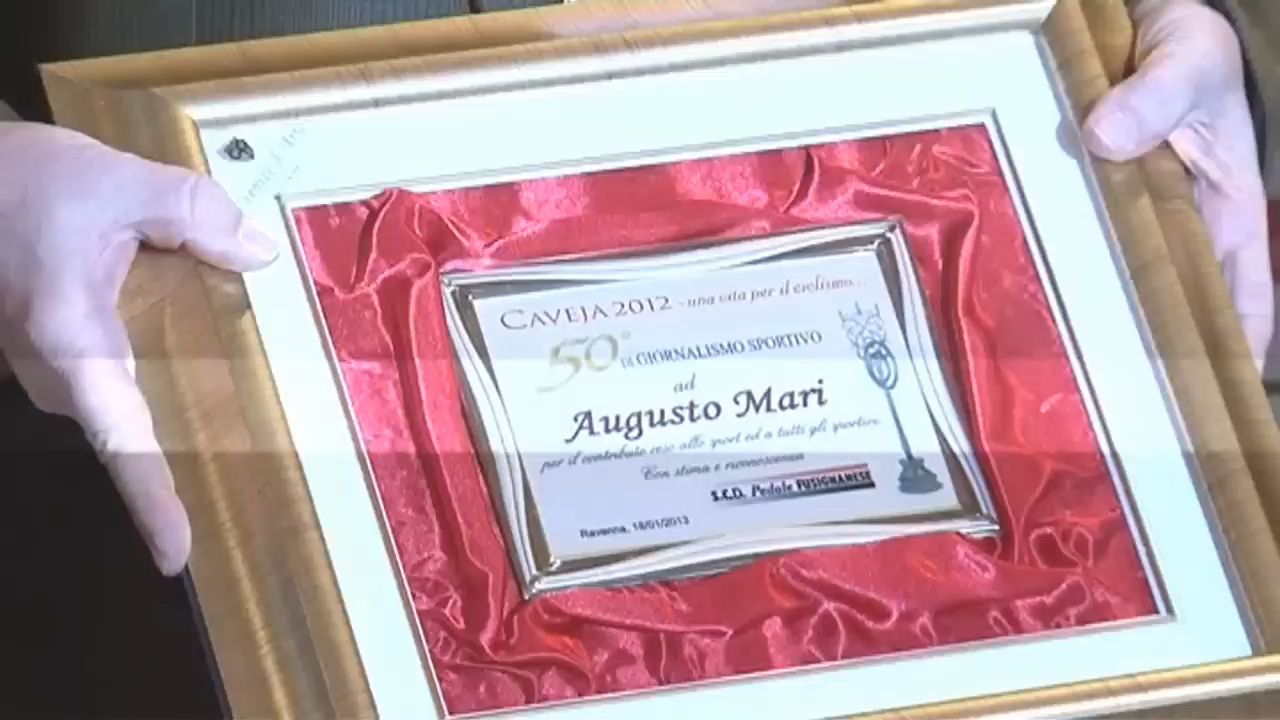 CAVEJA 2012 - una vita per il ciclismo...
50° DI GIORNALISMO SPORTIVO
ad
Augusto Mari
per il contributo reso allo sport ed a tutti gli sportivi.
Con stima e riconoscenza
S.C.D. Pedale FUSIGNANESE
Ravenna, 18/01/2013